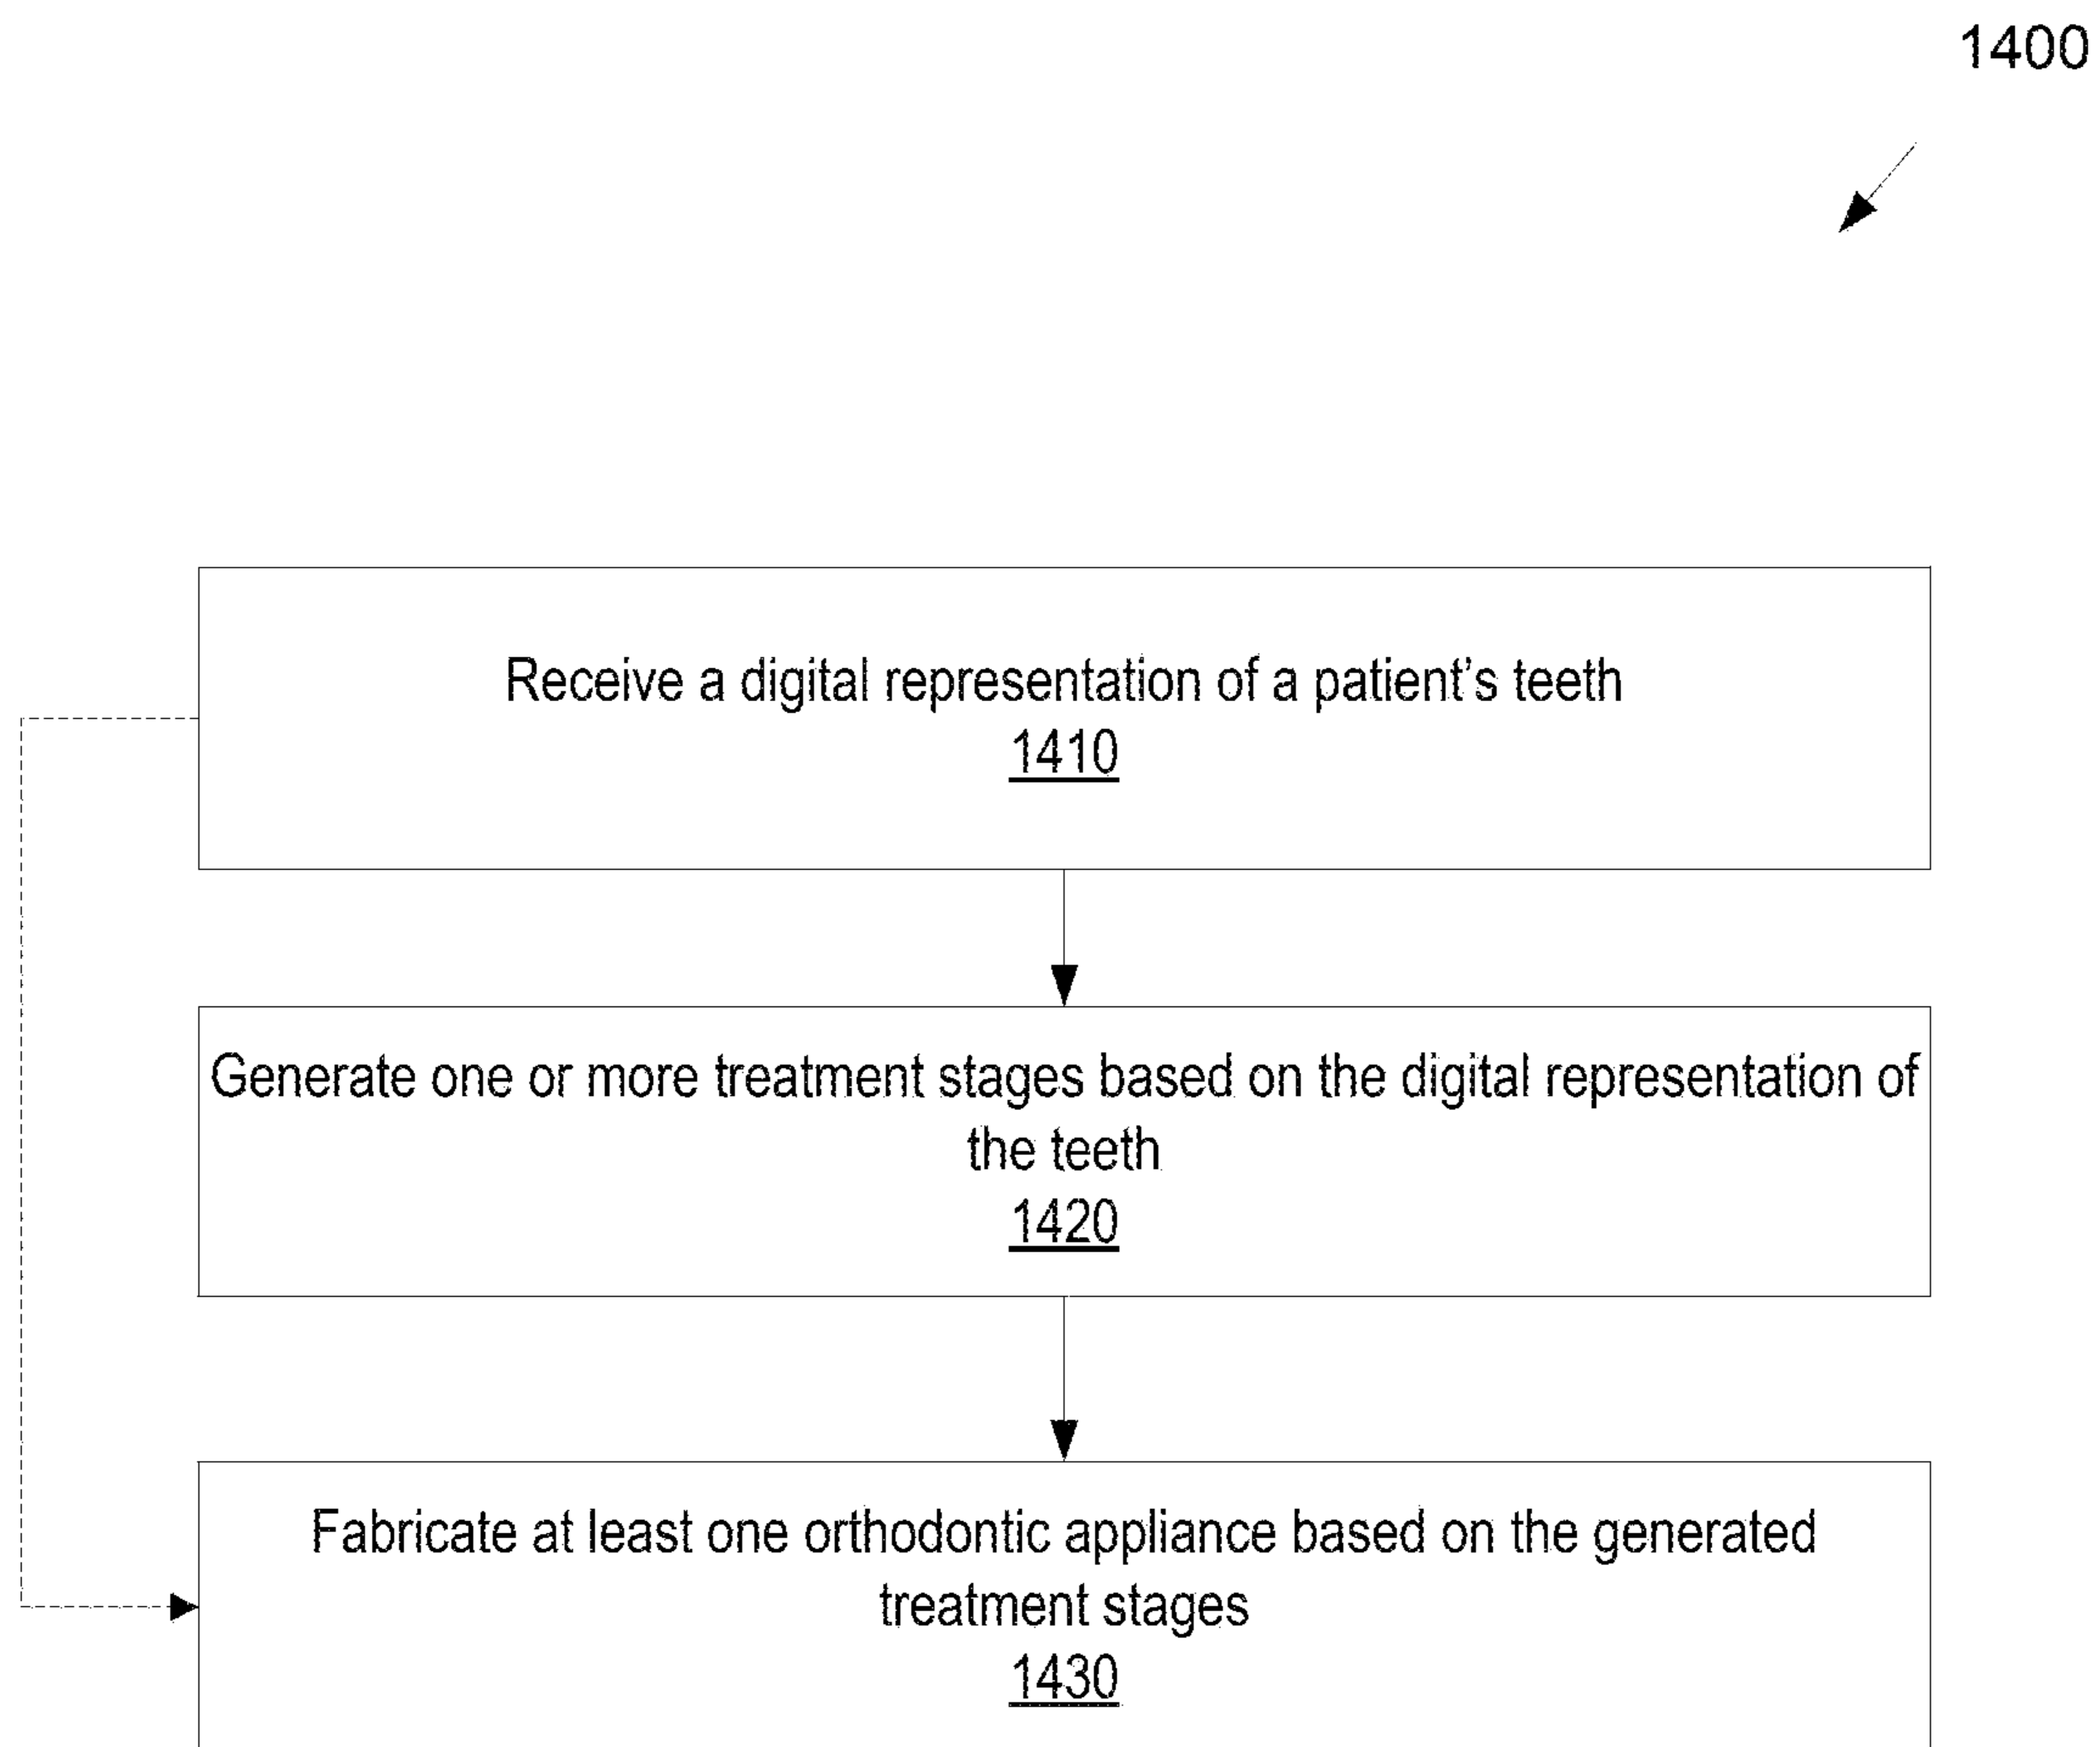 1400
Receive a digital representation of a patient's teeth
1410
Generate one or more treatment stages based on the digital representation of
the teeth
1420
Fabricate at least one orthodontic appliance based on the generated
treatment stages
1430